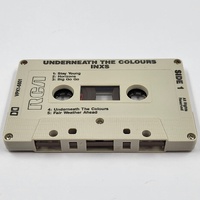 UNDERNEATH THE COLOURS
INXS
1: Stay Young
2: Horizons
3: Big Go Go
VPK1 
RCA
SIDE 1
4: Underneath The Colours
5: Fair Weather Ahead